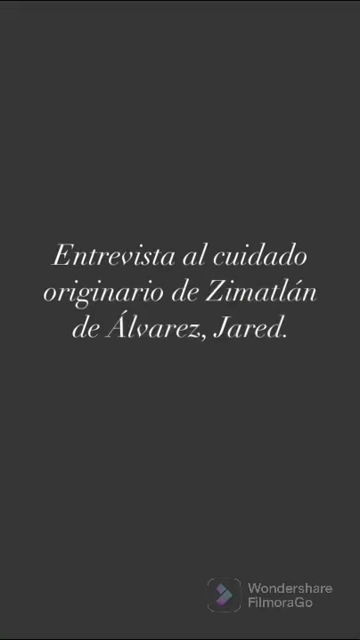 Entrevista al cuidado
originario de Zimatlán
de Álvarez, Jared.
Wondershare
FilmoraGo